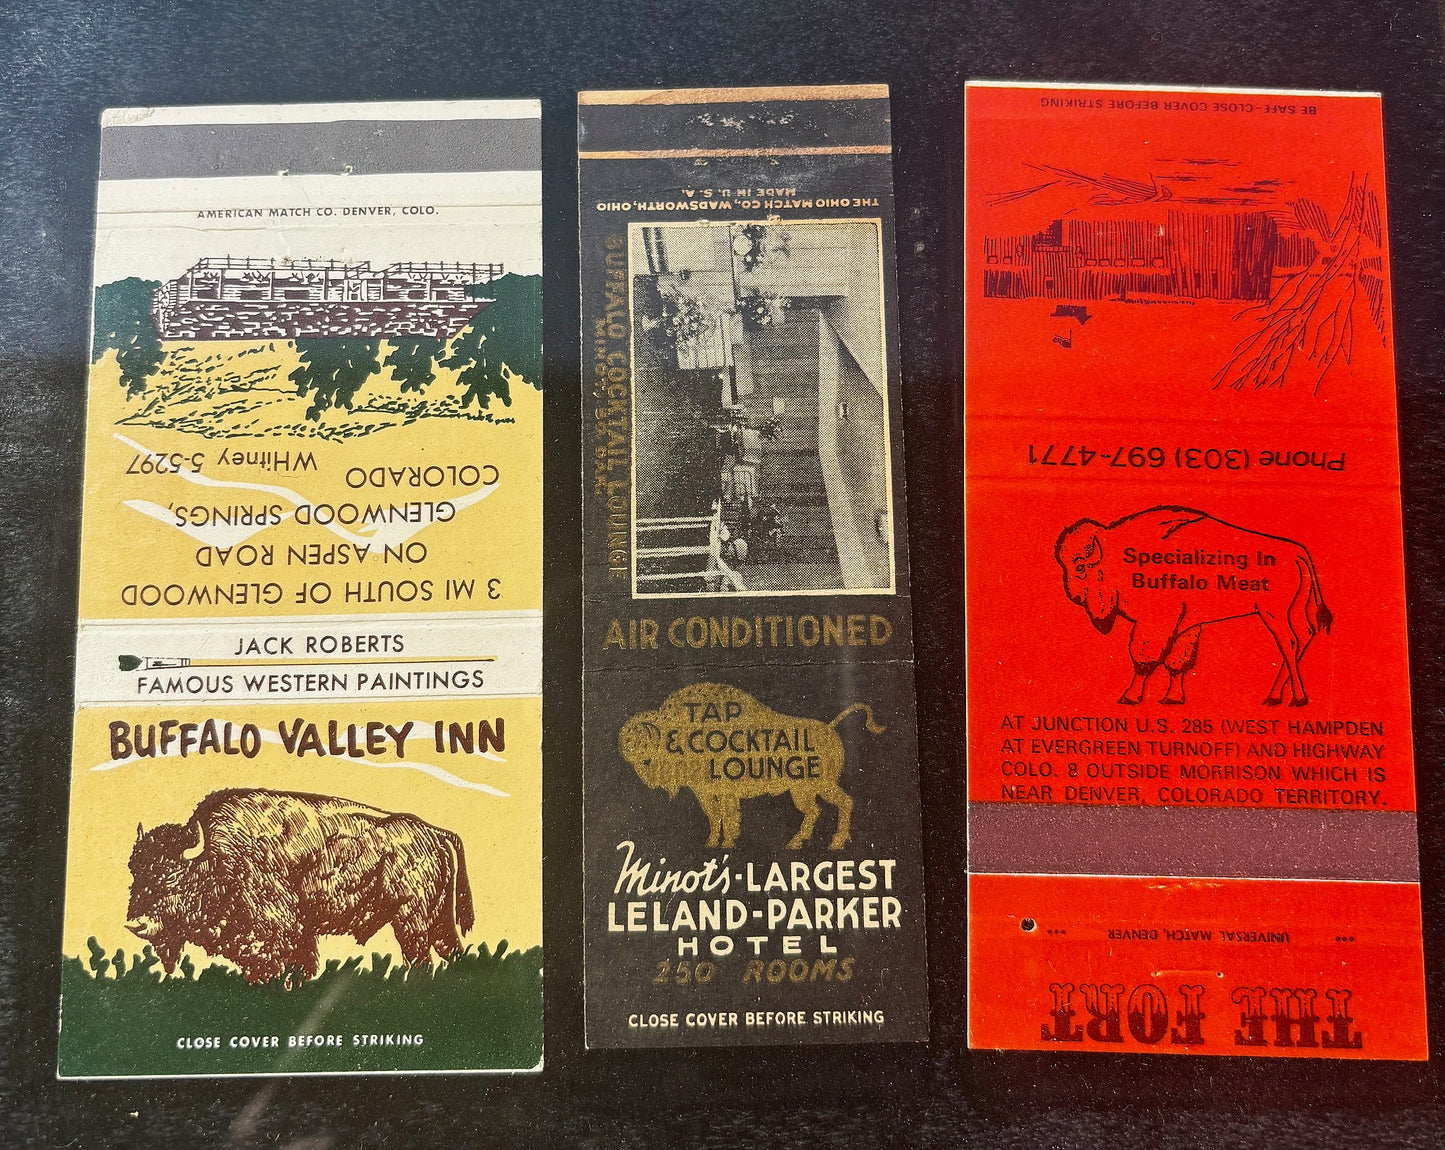 AMERICAN MATCH CO. DENVER, COLO.
3 MI SOUTH OF GLENWOOD
ON ASPEN ROAD
GLENWOOD SPRINGS,
COLORADO
WHitney 5-5297
JACK ROBERTS
FAMOUS WESTERN PAINTINGS
BUFFALO VALLEY INN
CLOSE COVER BEFORE STRIKING
THE OHIO MATCH CO., WADSWORTH, OHIO
MADE IN U. S. A.
BUFFALO COCKTAIL LOUNGE
MINOT'S BAR.
AIR CONDITIONED
TAP
& COCKTAIL
LOUNGE
Minot's-LARGEST
LELAND-PARKER
HOTEL
250 ROOMS
CLOSE COVER BEFORE STRIKING
BE SAFE - CLOSE COVER BEFORE STRIKING
Phone (303) 697-4771
Specializing In
Buffalo Meat
AT JUNCTION U.S. 285 (WEST HAMPDEN
AT EVERGREEN TURNOFF) AND HIGHWAY
COLO. 8 OUTSIDE MORRISON WHICH IS
NEAR DENVER, COLORADO TERRITORY.
UNIVERSAL MATCH, DENVER
THE FORT